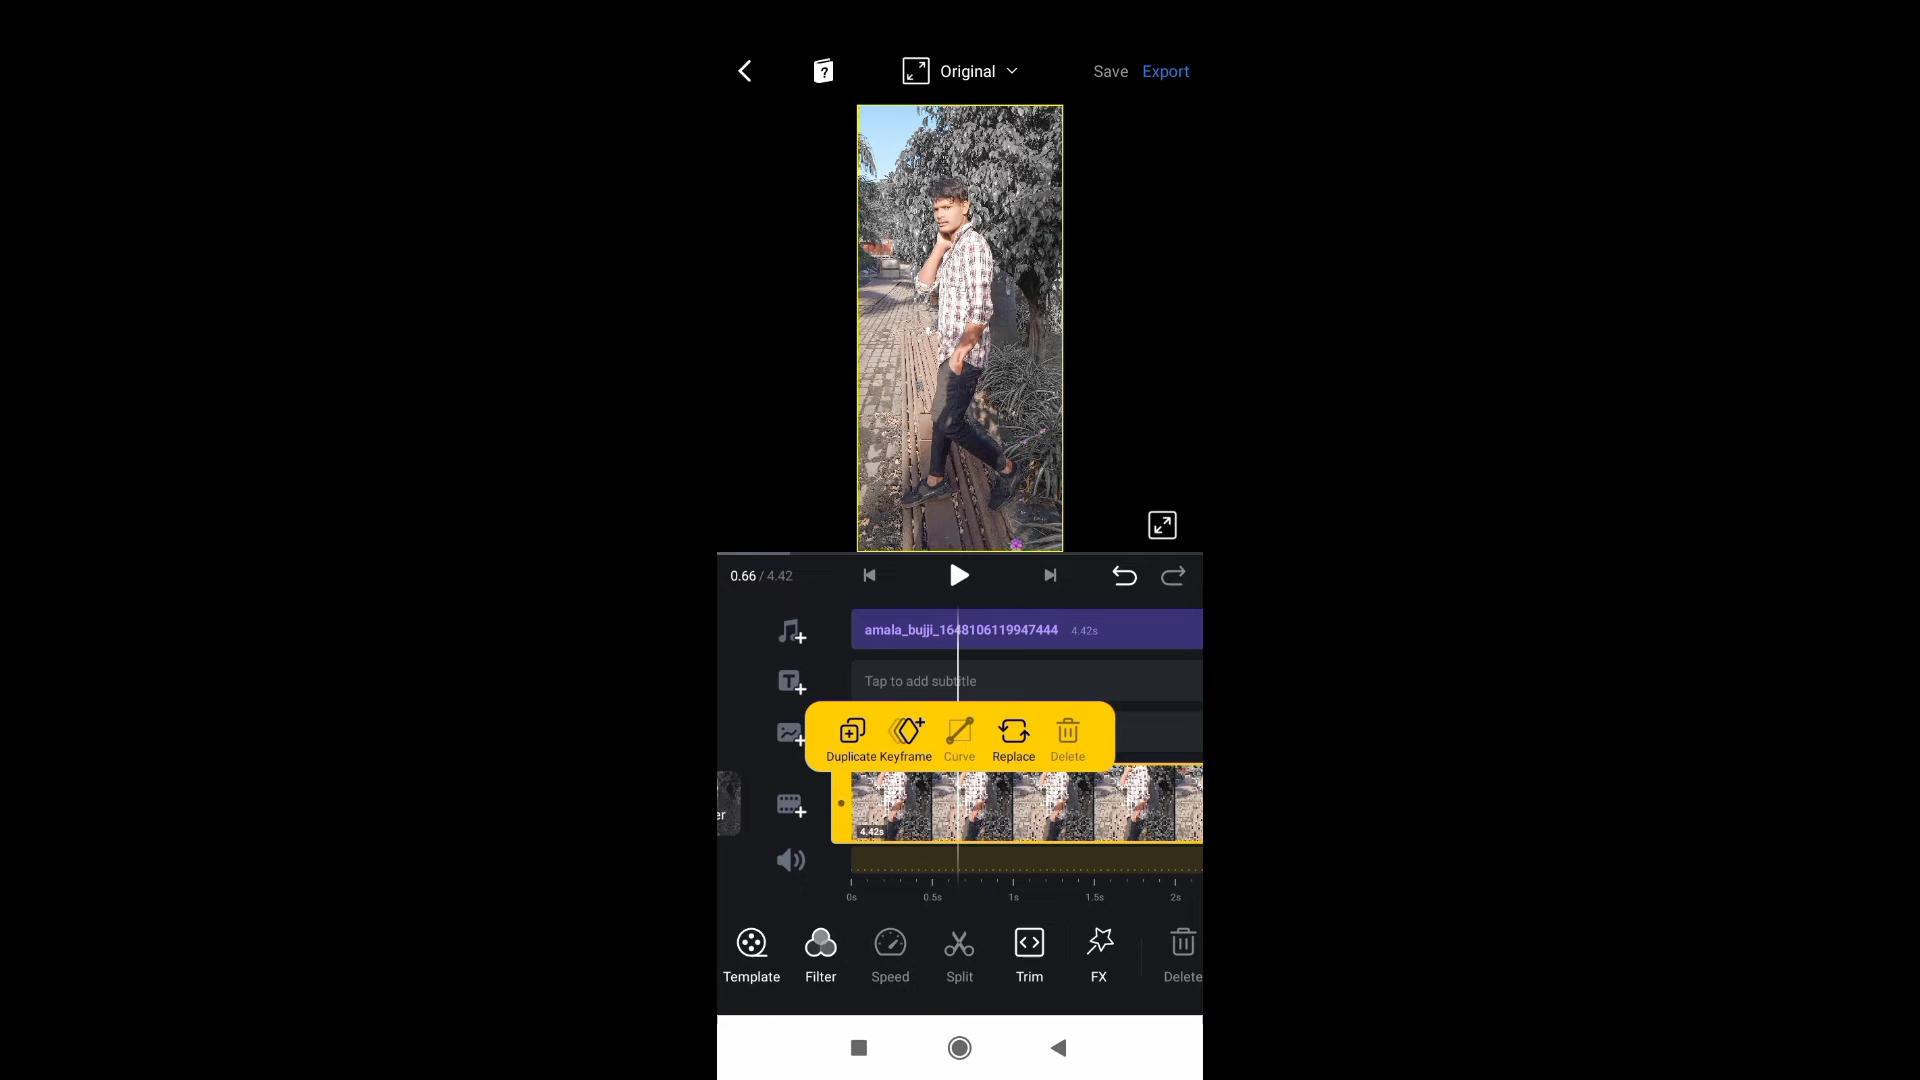 Original
Save Export
0.66 / 4.42
amala_bujji_1648106119947444 4.42s
Tap to add subtitle
Duplicate Keyframe Curve Replace Delete
er
4.42s
0s 0.5s 1s 1.5s 2s
Template Filter Speed Split Trim FX Delete